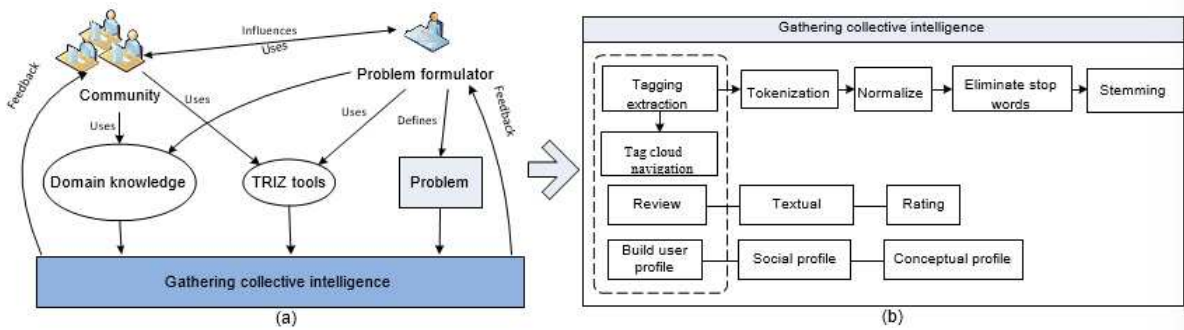 Influences
Uses
Feedback
Community
Problem formulator
Uses
Uses
Uses
Defines
Feedback
Domain knowledge
TRIZ tools
Problem
Gathering collective intelligence
(a)
Gathering collective intelligence
Tagging
extraction
Tokenization
Normalize
Eliminate stop
words
Stemming
Tag cloud
navigation
Review
Textual
Rating
Build user
profile
Social profile
Conceptual profile
(b)